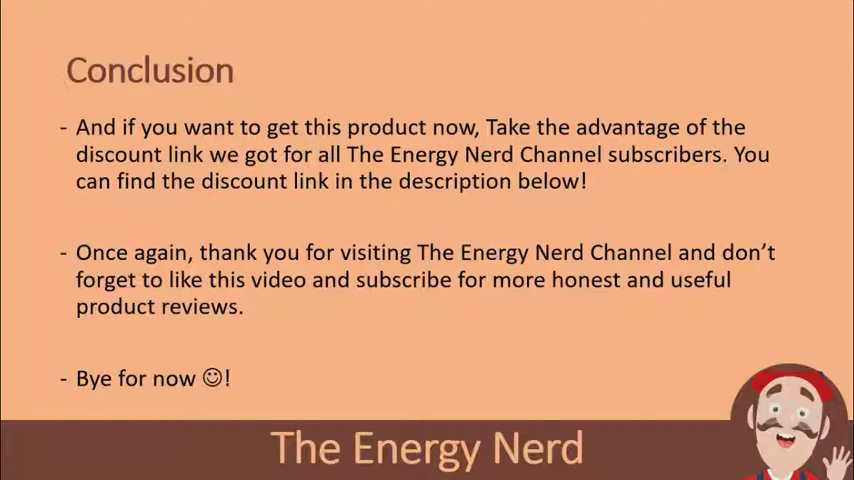 Conclusion
- And if you want to get this product now, Take the advantage of the
discount link we got for all The Energy Nerd Channel subscribers. You
can find the discount link in the description below!
- Once again, thank you for visiting The Energy Nerd Channel and don’t
forget to like this video and subscribe for more honest and useful
product reviews.
- Bye for now ☺!
The Energy Nerd